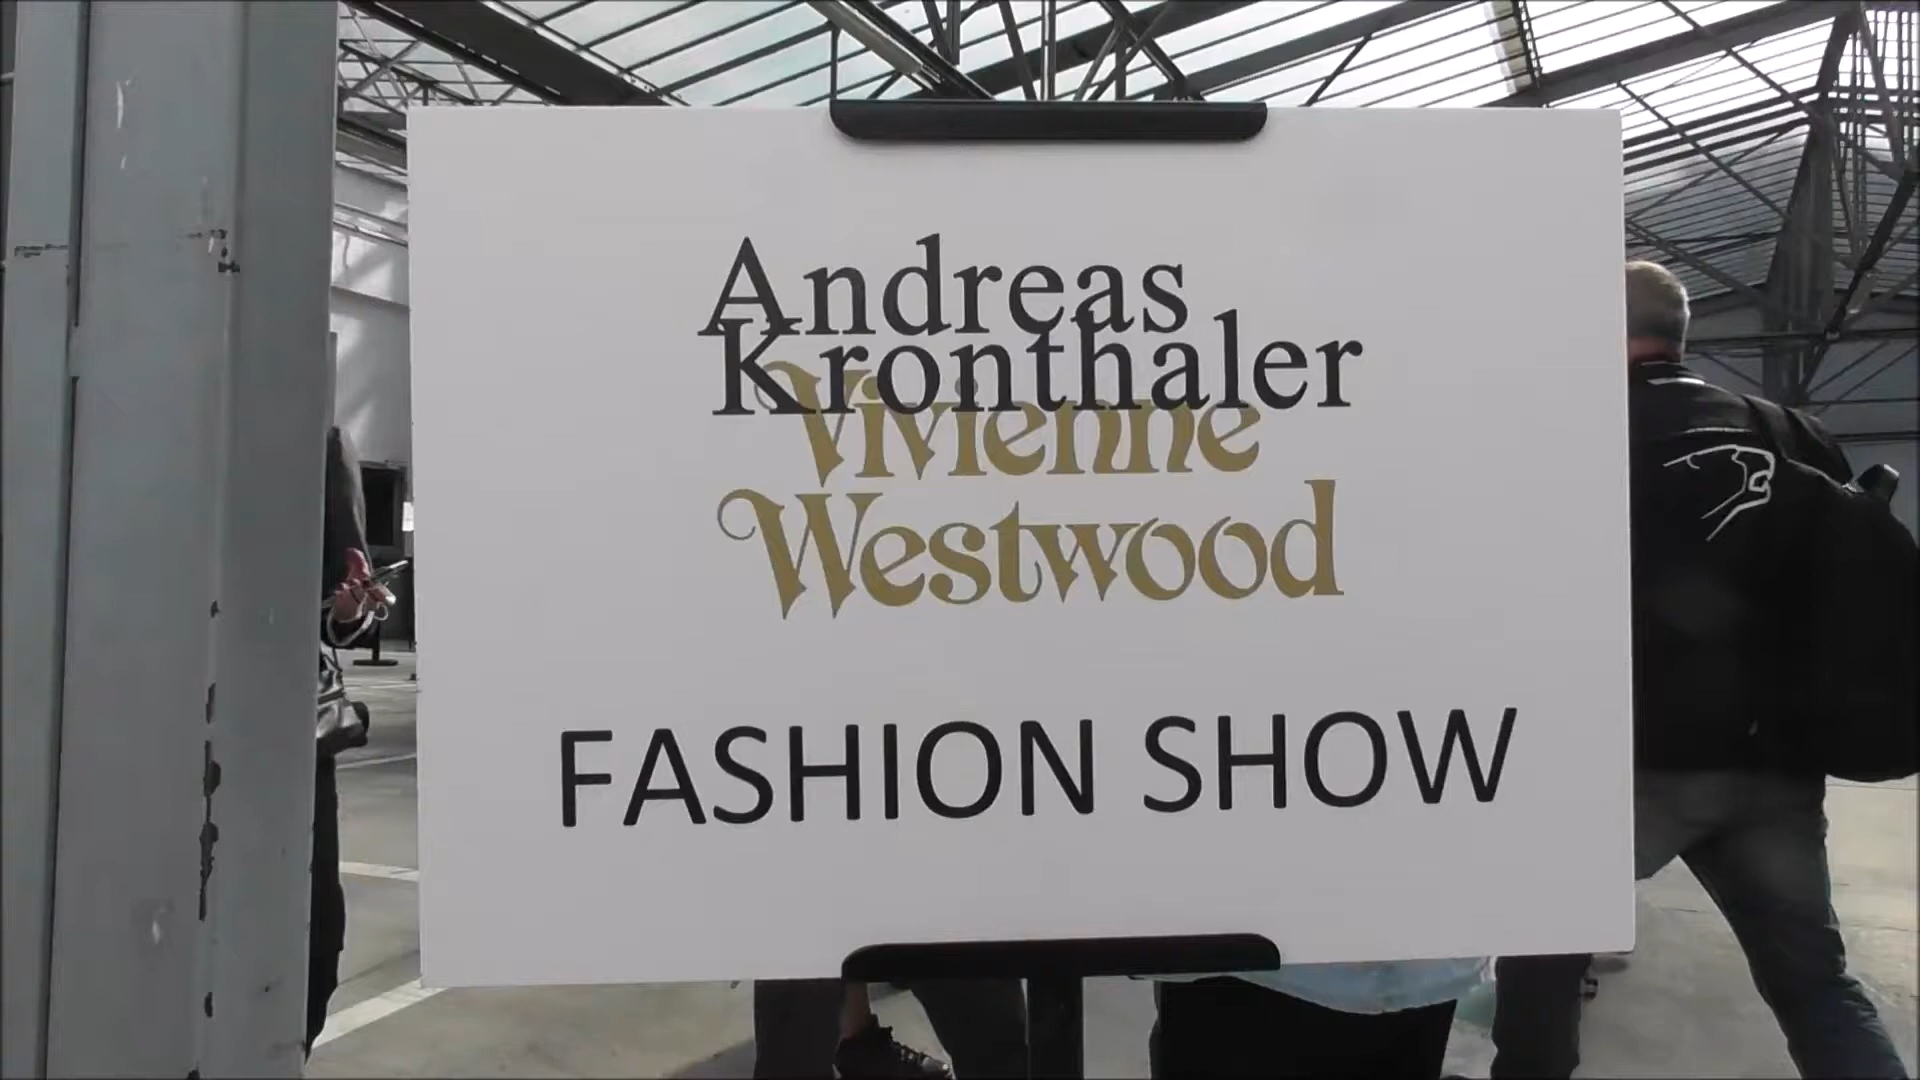 Andreas
Kronthaler
Vivienne
Westwood
FASHION SHOW